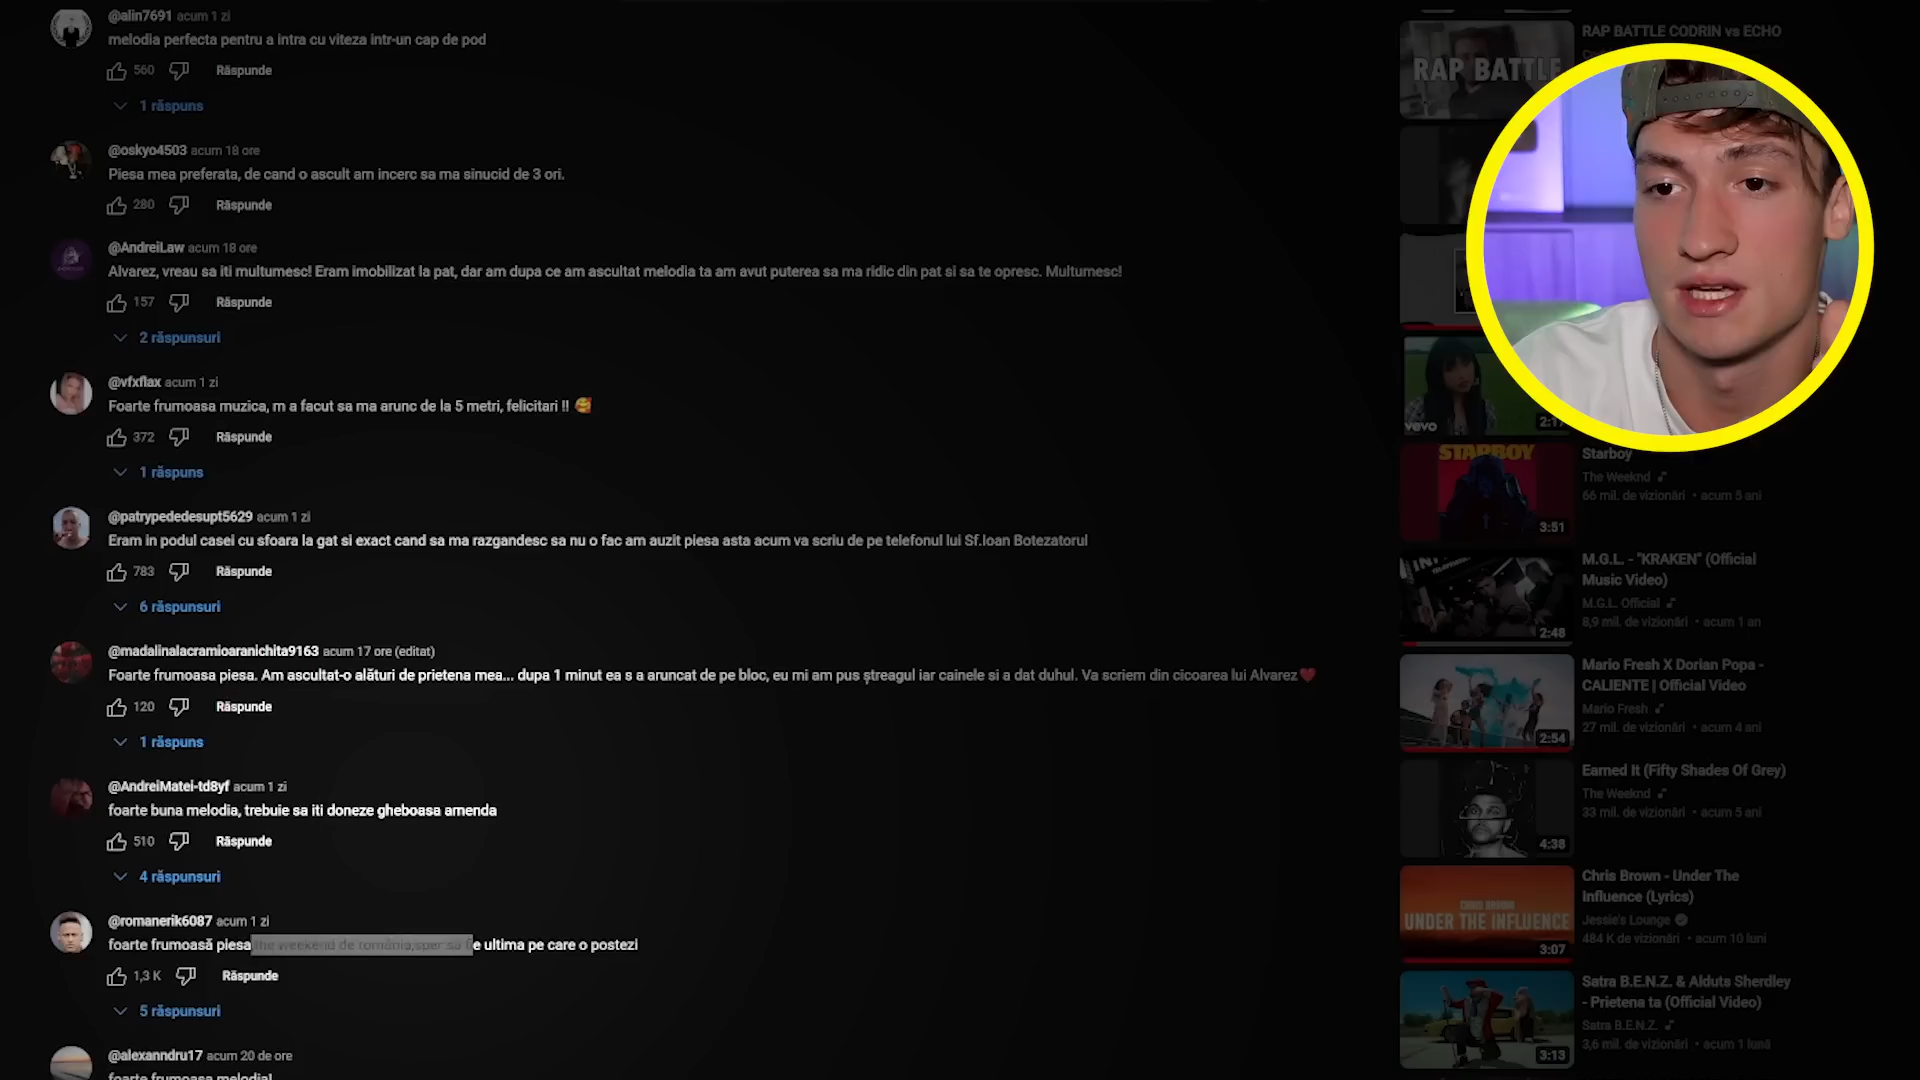 @alin7691 acum 1 zi
melodia perfecta pentru a intra cu viteza intr-un cap de pod
560 Răspunde
1 răspuns
@oskyo4503 acum 18 ore
Piesa mea preferata, de cand o ascult am incerc sa ma sinucid de 3 ori.
280 Răspunde
@AndreiLaw acum 18 ore
Alvarez, vreau sa iti multumesc! Eram imobilizat la pat, dar am dupa ce am ascultat melodia ta am avut puterea sa ma ridic din pat si sa te opresc. Multumesc!
157 Răspunde
2 răspunsuri
@vfxflax acum 1 zi
Foarte frumoasa muzica, m a facut sa ma arunc de la 5 metri, felicitari !! 🥰
372 Răspunde
1 răspuns
@patrypededesupt5629 acum 1 zi
Eram in podul casei cu sfoara la gat si exact cand sa ma razgandesc sa nu o fac am auzit piesa asta acum va scriu de pe telefonul lui Sf.Ioan Botezatorul
783 Răspunde
6 răspunsuri
@madalinalacramioaranichita9163 acum 17 ore (editat)
Foarte frumoasa piesa. Am ascultat-o alături de prietena mea... dupa 1 minut ea s a aruncat de pe bloc, eu mi am pus ștreagul iar cainele si a dat duhul. Va scriem din cicoarea lui Alvarez❤️
120 Răspunde
1 răspuns
@AndreiMatei-td8yf acum 1 zi
foarte buna melodia, trebuie sa iti doneze gheboasa amenda
510 Răspunde
4 răspunsuri
@romanerik6087 acum 1 zi
foarte frumoasă piesa,the weekend de românia,sper să fie ultima pe care o postezi
1,3 K Răspunde
5 răspunsuri
@alexanndru17 acum 20 de ore
foarte frumoasa melodia!
RAP BATTLE
RAP BATTLE CODRIN vs ECHO
vevo
STARBOY
3:51
Starboy
The Weeknd
66 mil. de vizionări • acum 5 ani
2:48
M.G.L. - "KRAKEN" (Official
Music Video)
M.G.L. Official
8,9 mil. de vizionări • acum 1 an
2:54
Mario Fresh X Dorian Popa -
CALIENTE | Official Video
Mario Fresh
27 mil. de vizionări • acum 4 ani
4:38
Earned It (Fifty Shades Of Grey)
The Weeknd
33 mil. de vizionări • acum 5 ani
CHRIS BROWN
UNDER THE INFLUENCE
3:07
Chris Brown - Under The
Influence (Lyrics)
Jessie's Lounge
484 K de vizionări • acum 10 luni
3:13
Satra B.E.N.Z. & Alduts Sherdley
- Prietena ta (Official Video)
Satra B.E.N.Z.
3,6 mil. de vizionări • acum 1 lună